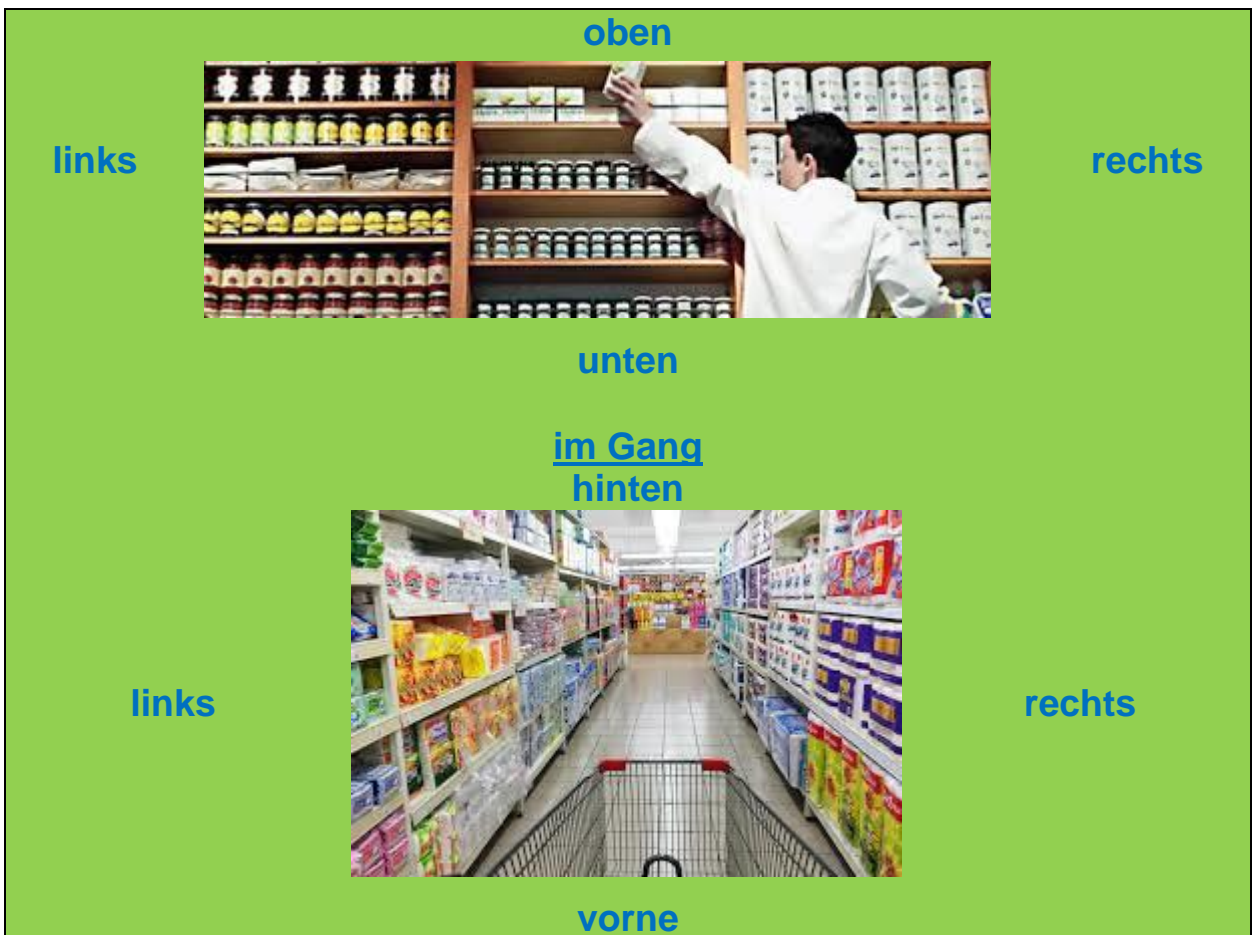 oben
links
rechts
unten
im Gang
hinten
links
rechts
vorne